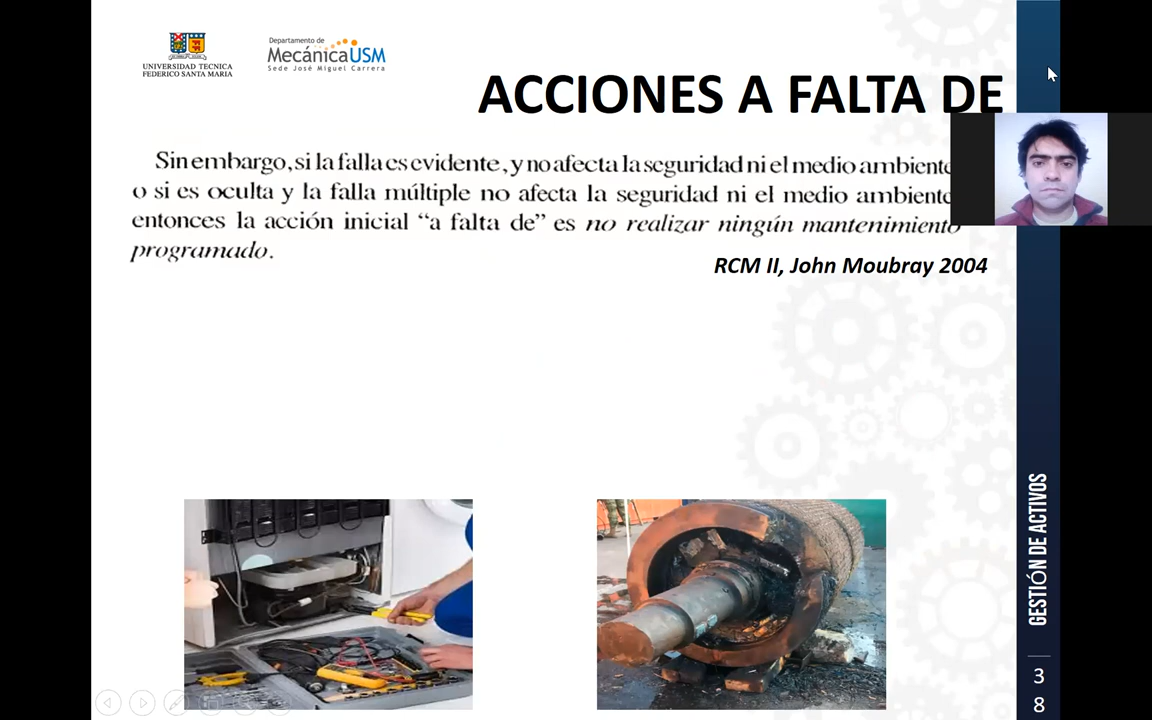 UNIVERSIDAD TECNICA
FEDERICO SANTA MARIA
Departamento de
MecánicaUSM
Sede José Miguel Carrera
ACCIONES A FALTA DE
Sin embargo, si la falla es evidente, y no afecta la seguridad ni el medio ambiente
o si es oculta y la falla múltiple no afecta la seguridad ni el medio ambiente
entonces la acción inicial “a falta de” es no realizar ningún mantenimiento
programado.
RCM II, John Moubray 2004
GESTIÓN DE ACTIVOS
3
8